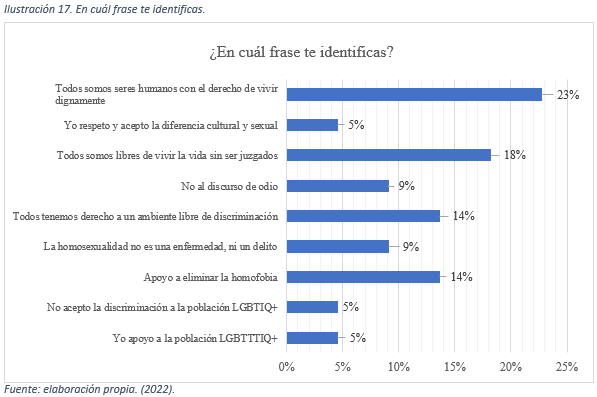 Ilustración 17. En cuál frase te identificas.
¿En cuál frase te identificas?
Todos somos seres humanos con el derecho de vivir
dignamente
23%
Yo respeto y acepto la diferencia cultural y sexual
5%
Todos somos libres de vivir la vida sin ser juzgados
18%
No al discurso de odio
9%
Todos tenemos derecho a un ambiente libre de discriminación
14%
La homosexualidad no es una enfermedad, ni un delito
9%
Apoyo a eliminar la homofobia
14%
No acepto la discriminación a la población LGBTIQ+
5%
Yo apoyo a la población LGBTTTIQ+
5%
0% 5% 10% 15% 20% 25%
Fuente: elaboración propia. (2022).